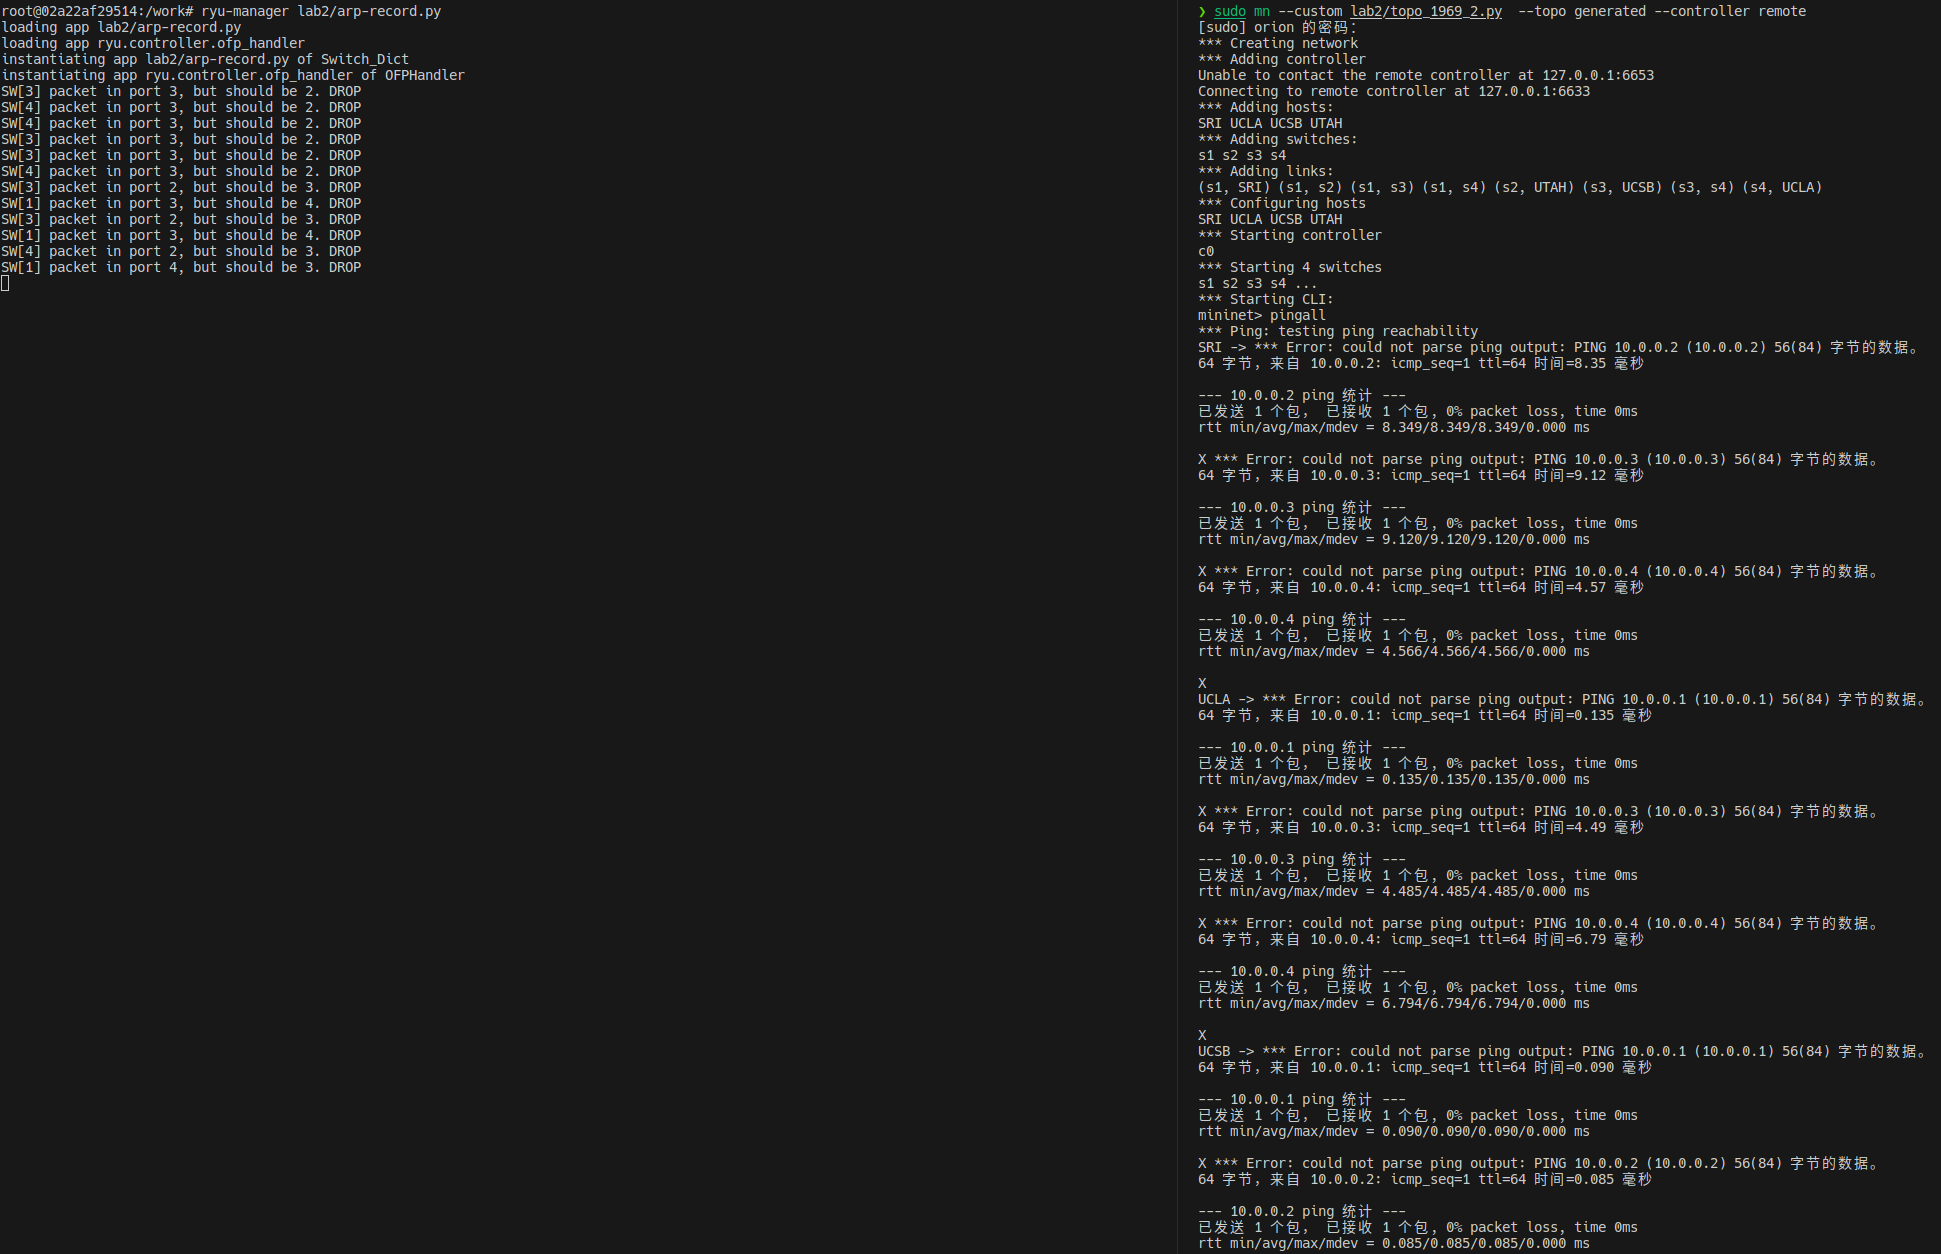 root@02a22af29514:/work# ryu-manager lab2/arp-record.py
loading app lab2/arp-record.py
loading app ryu.controller.ofp_handler
instantiating app lab2/arp-record.py of Switch_Dict
instantiating app ryu.controller.ofp_handler of OFPHandler
SW[3] packet in port 3, but should be 2. DROP
SW[4] packet in port 3, but should be 2. DROP
SW[4] packet in port 3, but should be 2. DROP
SW[3] packet in port 3, but should be 2. DROP
SW[3] packet in port 3, but should be 2. DROP
SW[4] packet in port 3, but should be 2. DROP
SW[3] packet in port 2, but should be 3. DROP
SW[1] packet in port 3, but should be 4. DROP
SW[3] packet in port 2, but should be 3. DROP
SW[1] packet in port 3, but should be 4. DROP
SW[4] packet in port 2, but should be 3. DROP
SW[1] packet in port 4, but should be 3. DROP
❯ sudo mn --custom lab2/topo_1969_2.py  --topo generated --controller remote
[sudo] orion 的密码：
*** Creating network
*** Adding controller
Unable to contact the remote controller at 127.0.0.1:6653
Connecting to remote controller at 127.0.0.1:6633
*** Adding hosts:
SRI UCLA UCSB UTAH
*** Adding switches:
s1 s2 s3 s4
*** Adding links:
(s1, SRI) (s1, s2) (s1, s3) (s1, s4) (s2, UTAH) (s3, UCSB) (s3, s4) (s4, UCLA)
*** Configuring hosts
SRI UCLA UCSB UTAH
*** Starting controller
c0
*** Starting 4 switches
s1 s2 s3 s4 ...
*** Starting CLI:
mininet> pingall
*** Ping: testing ping reachability
SRI -> *** Error: could not parse ping output: PING 10.0.0.2 (10.0.0.2) 56(84) 字节的数据。
64 字节，来自 10.0.0.2: icmp_seq=1 ttl=64 时间=8.35 毫秒

--- 10.0.0.2 ping 统计 ---
已发送 1 个包， 已接收 1 个包, 0% packet loss, time 0ms
rtt min/avg/max/mdev = 8.349/8.349/8.349/0.000 ms

X *** Error: could not parse ping output: PING 10.0.0.3 (10.0.0.3) 56(84) 字节的数据。
64 字节，来自 10.0.0.3: icmp_seq=1 ttl=64 时间=9.12 毫秒

--- 10.0.0.3 ping 统计 ---
已发送 1 个包， 已接收 1 个包, 0% packet loss, time 0ms
rtt min/avg/max/mdev = 9.120/9.120/9.120/0.000 ms

X *** Error: could not parse ping output: PING 10.0.0.4 (10.0.0.4) 56(84) 字节的数据。
64 字节，来自 10.0.0.4: icmp_seq=1 ttl=64 时间=4.57 毫秒

--- 10.0.0.4 ping 统计 ---
已发送 1 个包， 已接收 1 个包, 0% packet loss, time 0ms
rtt min/avg/max/mdev = 4.566/4.566/4.566/0.000 ms

X
UCLA -> *** Error: could not parse ping output: PING 10.0.0.1 (10.0.0.1) 56(84) 字节的数据。
64 字节，来自 10.0.0.1: icmp_seq=1 ttl=64 时间=0.135 毫秒

--- 10.0.0.1 ping 统计 ---
已发送 1 个包， 已接收 1 个包, 0% packet loss, time 0ms
rtt min/avg/max/mdev = 0.135/0.135/0.135/0.000 ms

X *** Error: could not parse ping output: PING 10.0.0.3 (10.0.0.3) 56(84) 字节的数据。
64 字节，来自 10.0.0.3: icmp_seq=1 ttl=64 时间=4.49 毫秒

--- 10.0.0.3 ping 统计 ---
已发送 1 个包， 已接收 1 个包, 0% packet loss, time 0ms
rtt min/avg/max/mdev = 4.485/4.485/4.485/0.000 ms

X *** Error: could not parse ping output: PING 10.0.0.4 (10.0.0.4) 56(84) 字节的数据。
64 字节，来自 10.0.0.4: icmp_seq=1 ttl=64 时间=6.79 毫秒

--- 10.0.0.4 ping 统计 ---
已发送 1 个包， 已接收 1 个包, 0% packet loss, time 0ms
rtt min/avg/max/mdev = 6.794/6.794/6.794/0.000 ms

X
UCSB -> *** Error: could not parse ping output: PING 10.0.0.1 (10.0.0.1) 56(84) 字节的数据。
64 字节，来自 10.0.0.1: icmp_seq=1 ttl=64 时间=0.090 毫秒

--- 10.0.0.1 ping 统计 ---
已发送 1 个包， 已接收 1 个包, 0% packet loss, time 0ms
rtt min/avg/max/mdev = 0.090/0.090/0.090/0.000 ms

X *** Error: could not parse ping output: PING 10.0.0.2 (10.0.0.2) 56(84) 字节的数据。
64 字节，来自 10.0.0.2: icmp_seq=1 ttl=64 时间=0.085 毫秒

--- 10.0.0.2 ping 统计 ---
已发送 1 个包， 已接收 1 个包, 0% packet loss, time 0ms
rtt min/avg/max/mdev = 0.085/0.085/0.085/0.000 ms